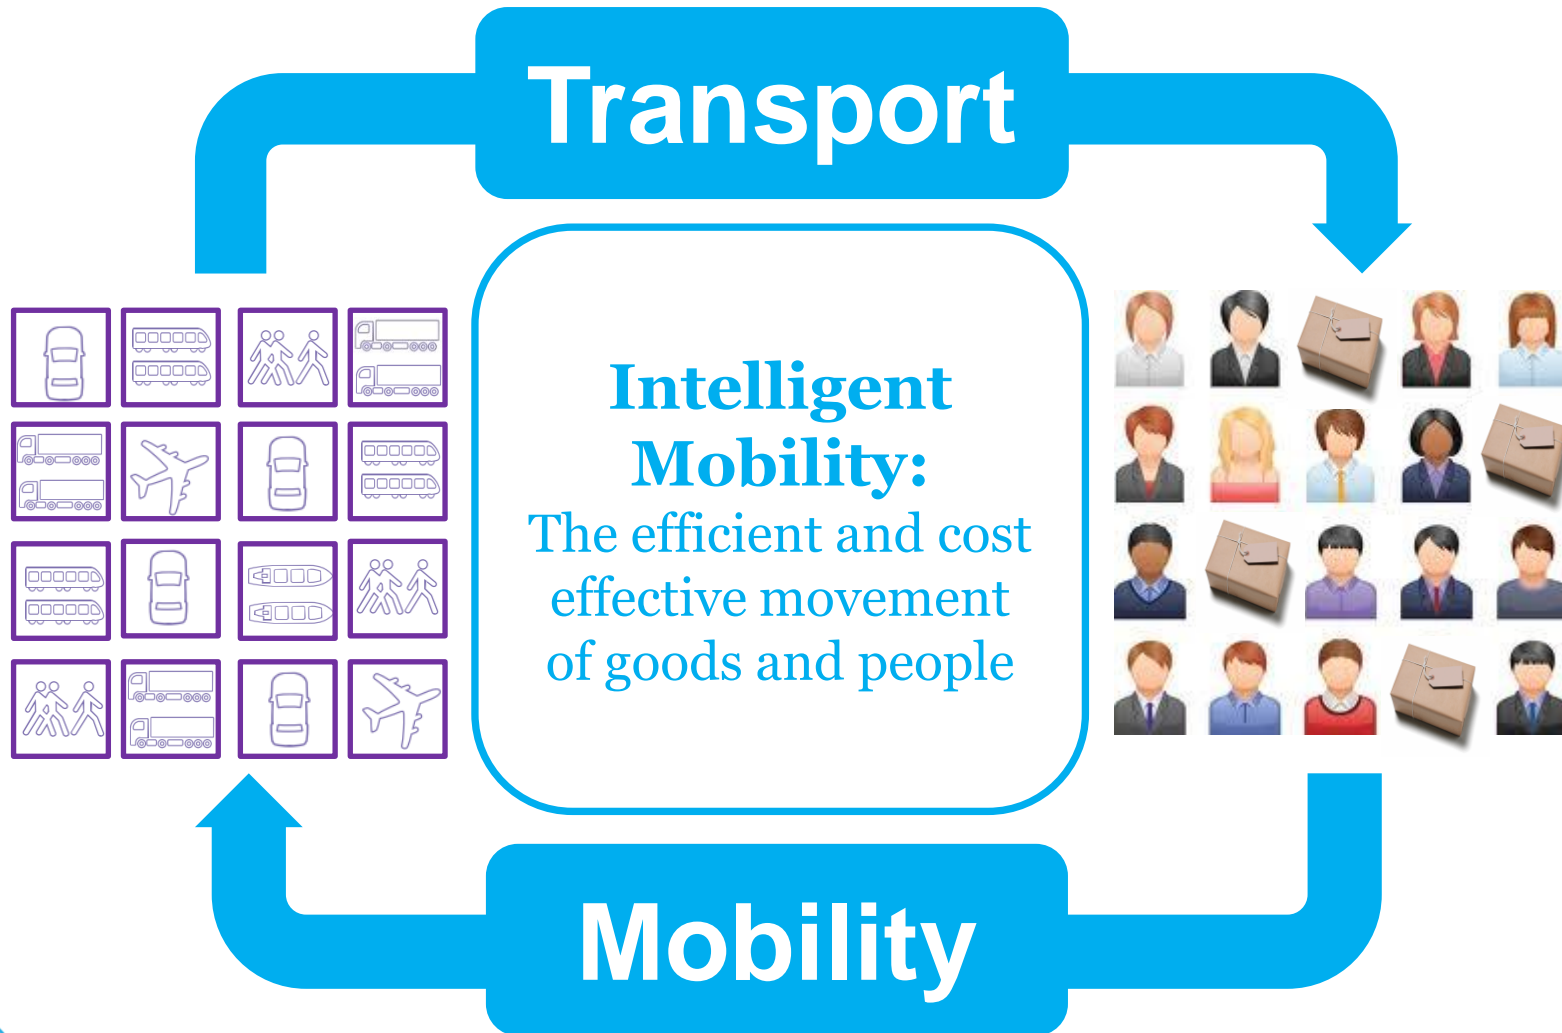 Transport
Intelligent
Mobility:
The efficient and cost
effective movement
of goods and people
Mobility